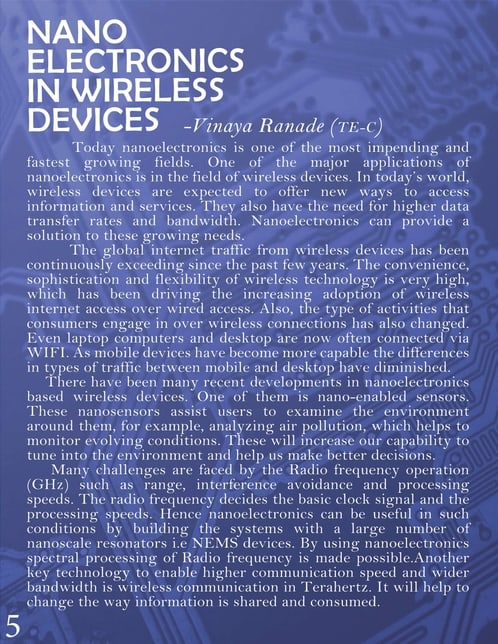 NANO
ELECTRONICS
IN WIRELESS
DEVICES -Vinaya Ranade (TE-C)
Today nanoelectronics is one of the most impending and
fastest growing fields. One of the major applications of
nanoelectronics is in the field of wireless devices. In today's world,
wireless devices are expected to offer new ways to access
information and services. They also have the need for higher data
transfer rates and bandwidth. Nanoelectronics can provide a
solution to these growing needs.
The global internet traffic from wireless devices has been
continuously exceeding since the past few years. The convenience,
sophistication and flexibility of wireless technology is very high,
which has been driving the increasing adoption of wireless
internet access over wired access. Also, the type of activities that
consumers engage in over wireless connections has also changed.
Even laptop computers and desktop are now often connected via
WIFI. As mobile devices have become more capable the differences
in types of traffic between mobile and desktop have diminished.
There have been many recent developments in nanoelectronics
based wireless devices. One of them is nano-enabled sensors.
These nanosensors assist users to examine the environment
around them, for example, analyzing air pollution, which helps to
monitor evolving conditions. These will increase our capability to
tune into the environment and help us make better decisions.
Many challenges are faced by the Radio frequency operation
(GHz) such as range, interference avoidance and processing
speeds. The radio frequency decides the basic clock signal and the
processing speeds. Hence nanoelectronics can be useful in such
conditions by building the systems with a large number of
nanoscale resonators i.e NEMS devices. By using nanoelectronics
spectral processing of Radio frequency is made possible.Another
key technology to enable higher communication speed and wider
bandwidth is wireless communication in Terahertz. It will help to
change the way information is shared and consumed.
5